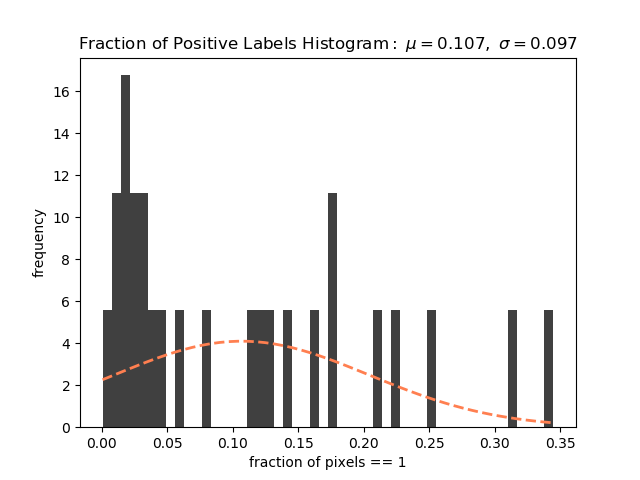 Fraction of Positive Labels Histogram: μ = 0.107, σ = 0.097
frequency
16
14
12
10
8
6
4
2
0
0.00 0.05 0.10 0.15 0.20 0.25 0.30 0.35
fraction of pixels == 1